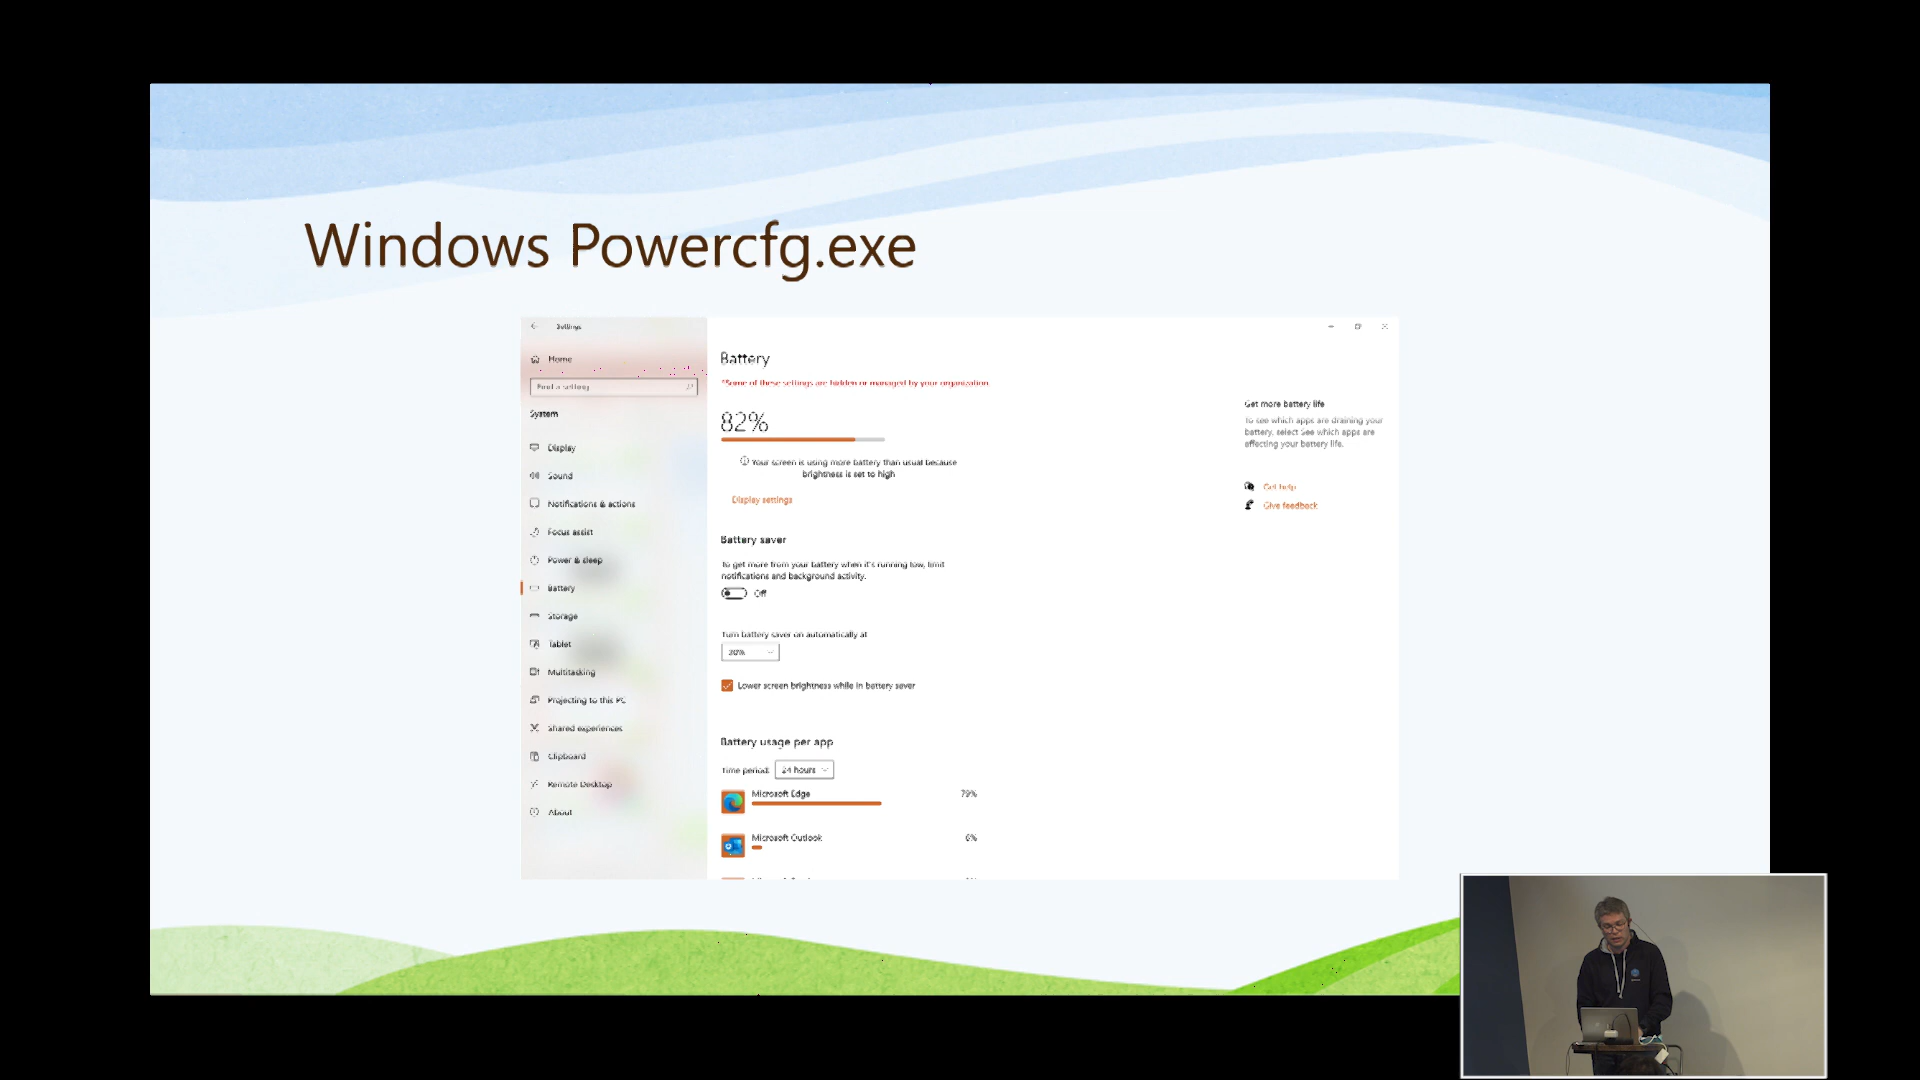 Windows Powercfg.exe
Settings
Home
Find a setting
System
Display
Sound
Notifications & actions
Focus assist
Power & sleep
Battery
Storage
Tablet
Multitasking
Projecting to this PC
Shared experiences
Clipboard
Remote Desktop
About
Battery
*Some of these settings are hidden or managed by your organization.
82%
Your screen is using more battery than usual because
brightness is set to high
Display settings
Battery saver
To get more from your battery when it's running low, limit
notifications and background activity.
Off
Turn battery saver on automatically at
20%
Lower screen brightness while in battery saver
Battery usage per app
Time period: 24 hours
Microsoft Edge 79%
Microsoft Outlook 6%
Get more battery life
To see which apps are draining your
battery, select See which apps are
affecting your battery life.
Get help
Give feedback